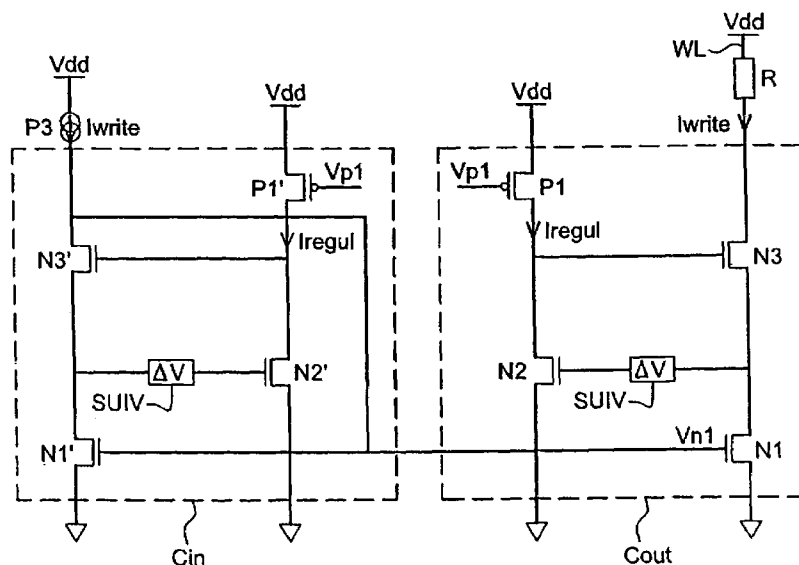 Vdd
WL
R
Vdd
Vdd
Vdd
P3
Iwrite
Iwrite
P1'
Vp1
Vp1
P1
Iregul
Iregul
N3'
N3
ΔV
N2'
N2
ΔV
SUIV
SUIV
Vn1
N1'
N1
Cin
Cout